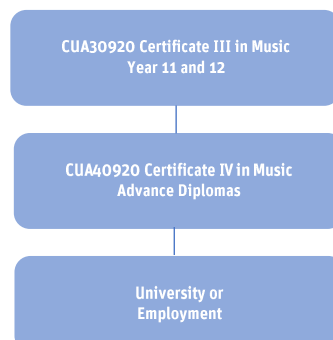 CUA30920 Certificate III in Music
Year 11 and 12
CUA40920 Certificate IV in Music
Advance Diplomas
University or
Employment